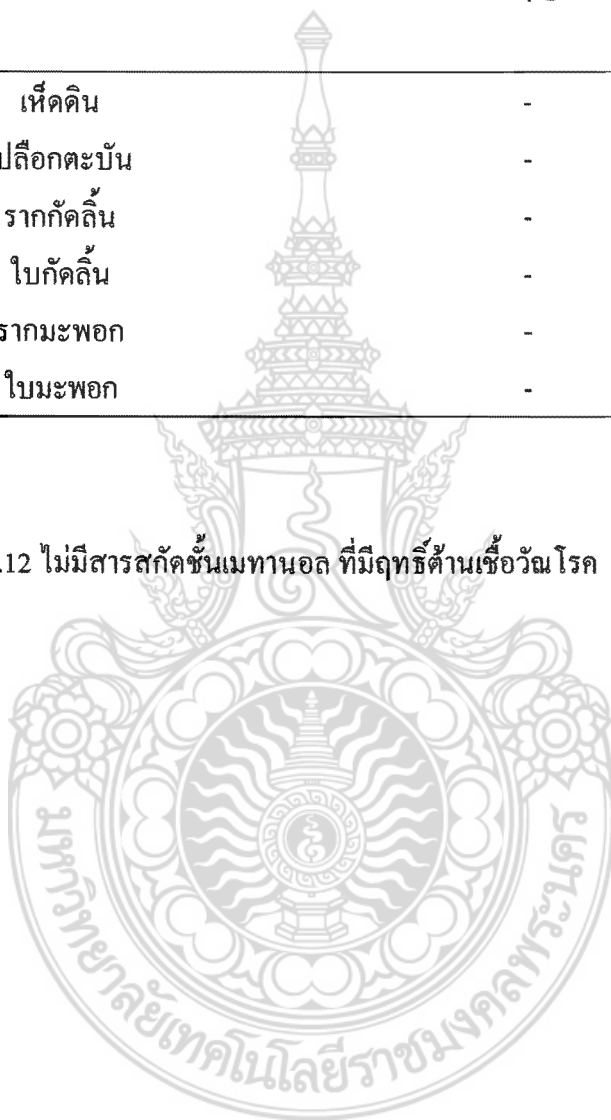 เห็ดดิน -
ปลือกตะบัน -
รากกัดลิ้น -
ใบกัดลิ้น -
รากมะพอก -
ใบมะพอก -
.12 ไม่มีสารสกัดชั้นเมทานอล ที่มีฤทธิ์ต้านเชื้อวัณโรค
มหาวิทยาลัยเทคโนโลยีราชมงคลพระนคร